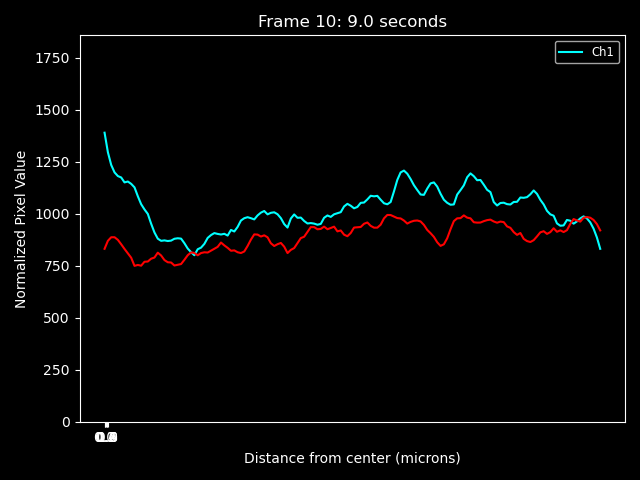 Frame 10: 9.0 seconds
Ch1
1750
1500
1250
1000
750
500
250
0
Normalized Pixel Value
Distance from center (microns)